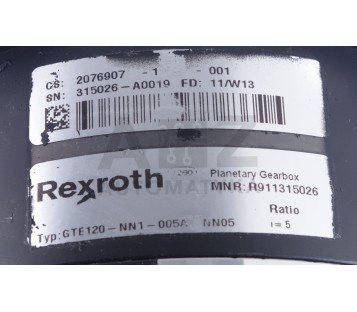 CS: 2076907 -1 -001
SN: 315026-A0019 FD: 11/W13
Rexroth
Planetary Gearbox
MNR: R911315026
Ratio
Typ: GTE120-NN1-005A NN05 i= 5